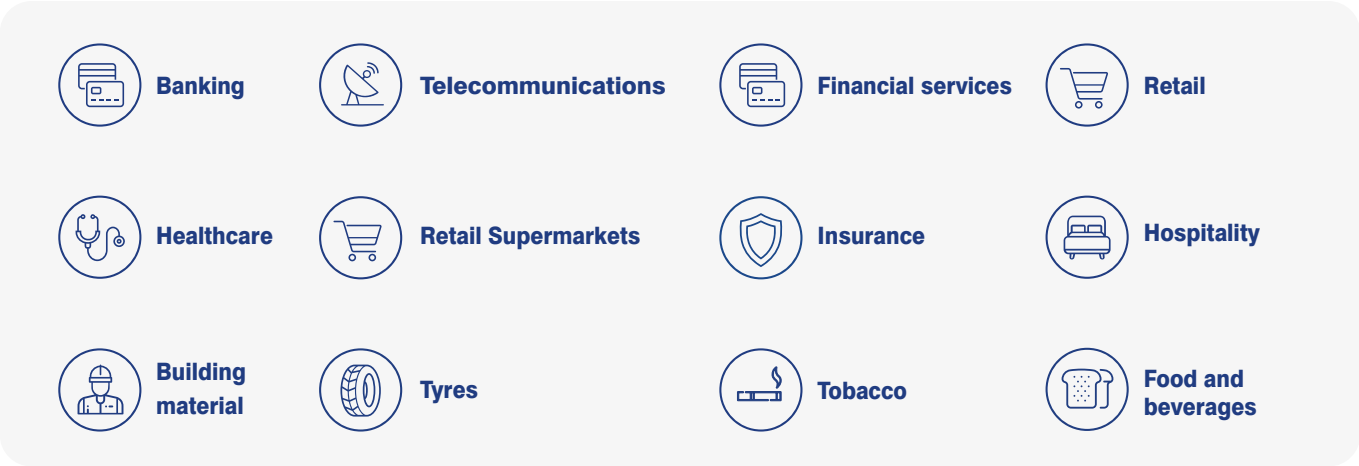 Banking
Telecommunications
Financial services
Retail
Healthcare
Retail Supermarkets
Insurance
Hospitality
Building
material
Tyres
Tobacco
Food and
beverages